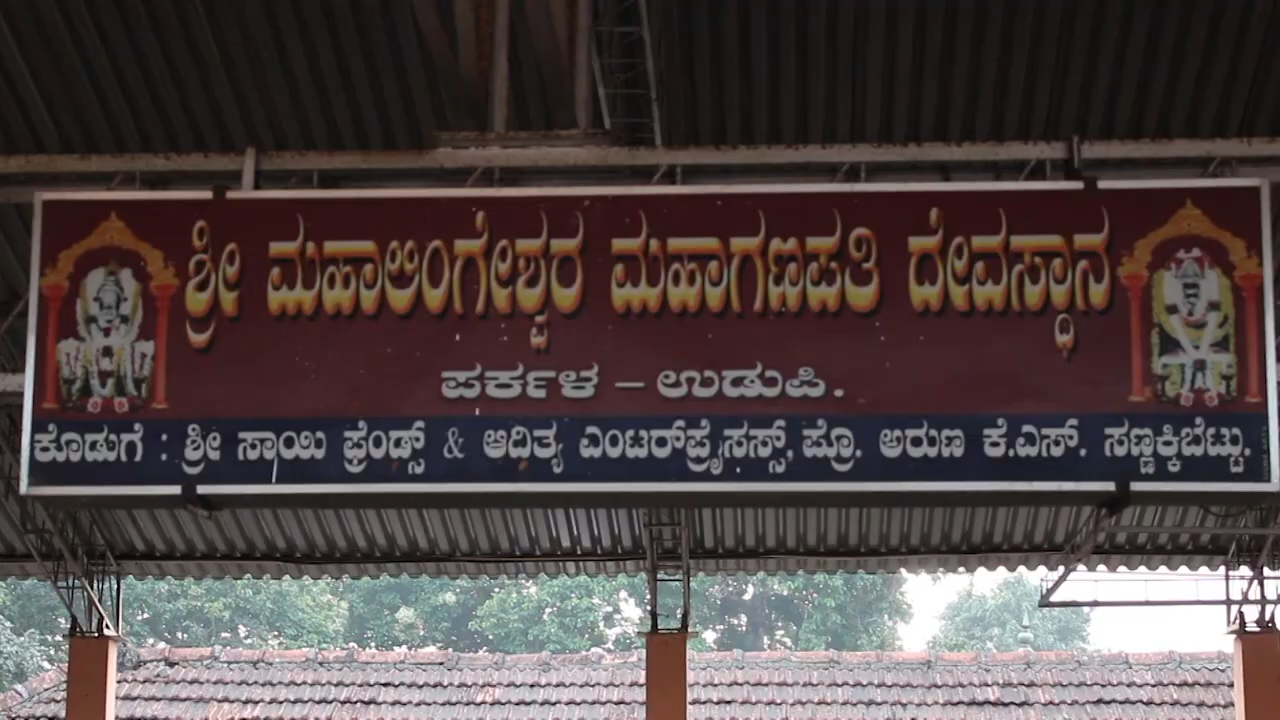 ಶ್ರೀ ಮಹಾಲಿಂಗೇಶ್ವರ ಮಹಾಗಣಪತಿ ದೇವಸ್ಥಾನ
ಪರ್ಕಳ – ಉಡುಪಿ.
ಕೊಡುಗೆ : ಶ್ರೀ ಸಾಯಿ ಫ್ರೆಂಡ್ಸ್ & ಆದಿತ್ಯ ಎಂಟರ್‌ಪ್ರೈಸಸ್ಸ್, ಪ್ರೊ. ಅರುಣ ಕೆ.ಎಸ್. ಸಣ್ಣಕ್ಕಿಬೆಟ್ಟು.